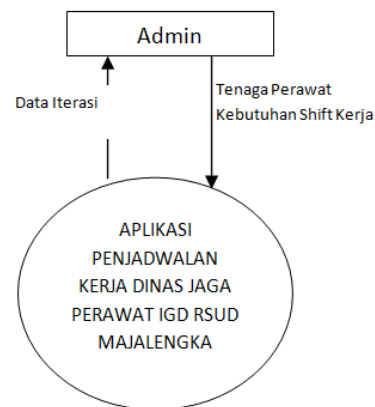 Admin
Data Iterasi
Tenaga Perawat
Kebutuhan Shift Kerja
APLIKASI
PENJADWALAN
KERJA DINAS JAGA
PERAWAT IGD RSUD
MAJALENGKA